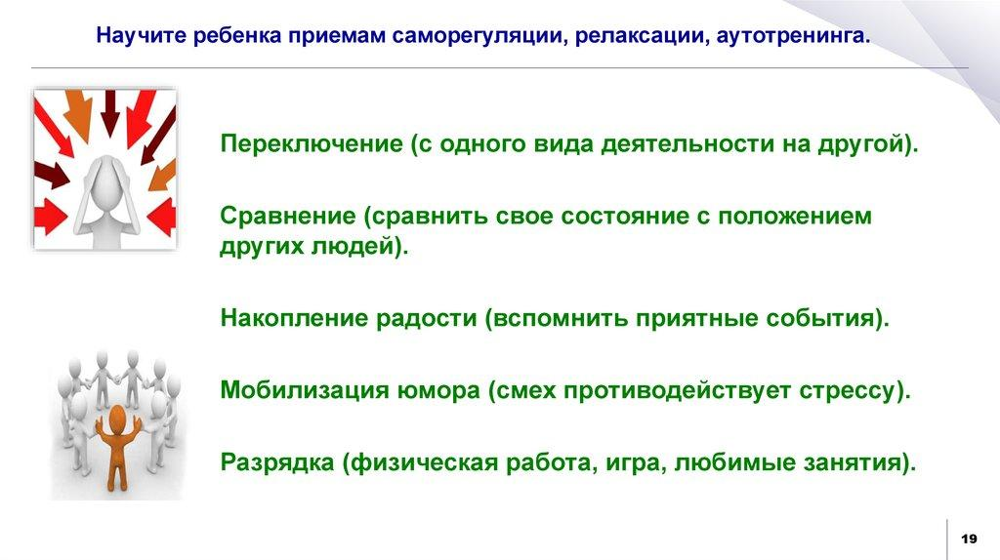 Научите ребенка приемам саморегуляции, релаксации, аутотренинга.
Переключение (с одного вида деятельности на другой).
Сравнение (сравнить свое состояние с положением
других людей).
Накопление радости (вспомнить приятные события).
Мобилизация юмора (смех противодействует стрессу).
Разрядка (физическая работа, игра, любимые занятия).
19